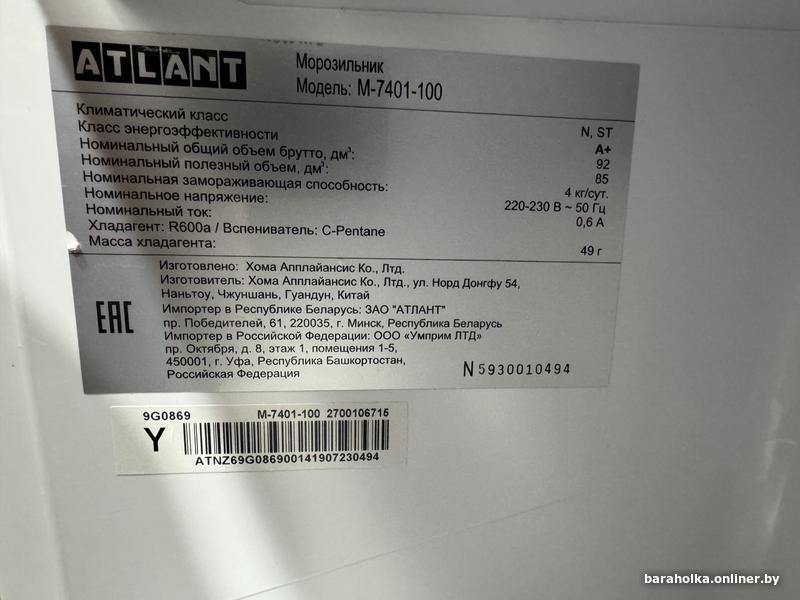 ATLANT
Морозильник
Модель: М-7401-100
Климатический класс N, ST
Класс энергоэффективности A+
Номинальный общий объем брутто, дм³: 92
Номинальный полезный объем, дм³: 85
Номинальная замораживающая способность: 4 кг/сут.
Номинальное напряжение: 220-230 В ~ 50 Гц
Номинальный ток: 0,6 А
Хладагент: R600a / Вспениватель: C-Pentane
Масса хладагента: 49 г
Изготовлено: Хома Апплайансис Ко., Лтд.
Изготовитель: Хома Апплайансис Ко., Лтд., ул. Норд Донгфу 54,
Наньтоу, Чжуншань, Гуандун, Китай
Импортер в Республике Беларусь: ЗАО "АТЛАНТ"
пр. Победителей, 61, 220035, г. Минск, Республика Беларусь
Импортер в Российской Федерации: ООО «Умприм ЛТД»
пр. Октября, д. 8, этаж 1, помещения 1-5,
450001, г. Уфа, Республика Башкортостан,
Российская Федерация
EAC
N 5930010494
9G0869 M-7401-100 2700106715
Y
ATNZ69G086900141907230494
baraholka.onliner.by